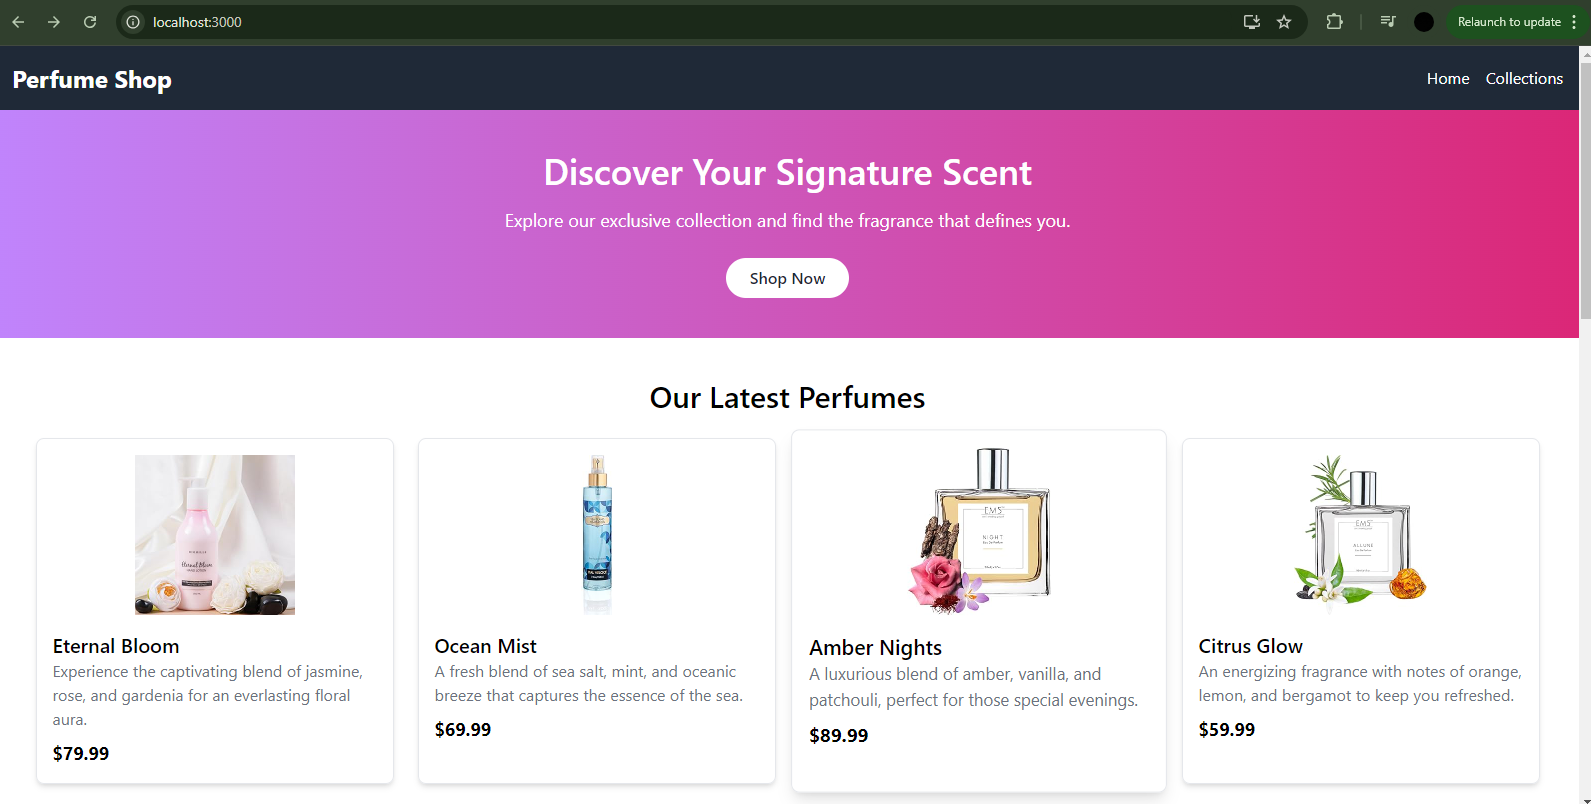 localhost:3000
Relaunch to update
Perfume Shop
Home
Collections
Discover Your Signature Scent
Explore our exclusive collection and find the fragrance that defines you.
Shop Now
Our Latest Perfumes
Eternal Bloom
EM5
NIGHT
EM5
ALLURE
Eternal Bloom
Experience the captivating blend of jasmine,
rose, and gardenia for an everlasting floral
aura.
$79.99
Ocean Mist
A fresh blend of sea salt, mint, and oceanic
breeze that captures the essence of the sea.
$69.99
Amber Nights
A luxurious blend of amber, vanilla, and
patchouli, perfect for those special evenings.
$89.99
Citrus Glow
An energizing fragrance with notes of orange,
lemon, and bergamot to keep you refreshed.
$59.99